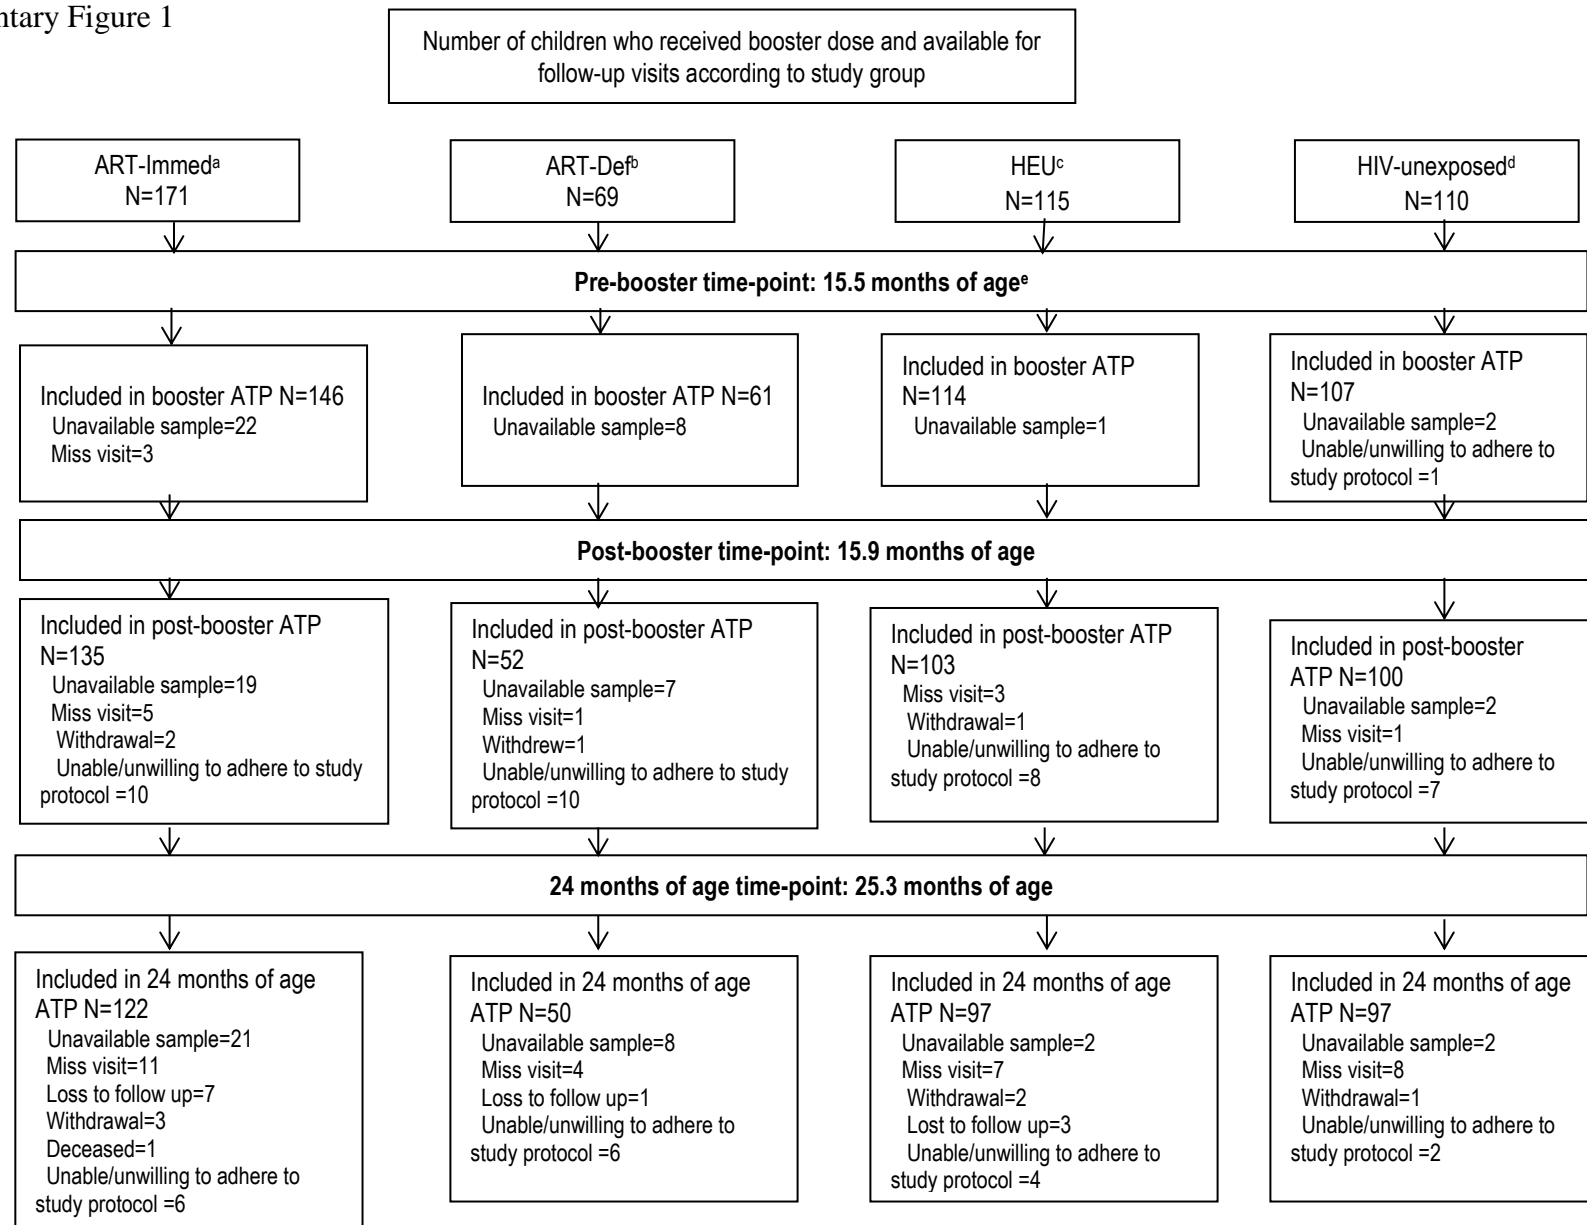 ntary Figure 1
Number of children who received booster dose and available for
follow-up visits according to study group
ART-Immedᵃ
N=171
ART-Defᵇ
N=69
HEUᶜ
N=115
HIV-unexposedᵈ
N=110
Pre-booster time-point: 15.5 months of ageᵉ
Included in booster ATP N=146
Unavailable sample=22
Miss visit=3
Included in booster ATP N=61
Unavailable sample=8
Included in booster ATP
N=114
Unavailable sample=1
Included in booster ATP
N=107
Unavailable sample=2
Unable/unwilling to adhere to
study protocol =1
Post-booster time-point: 15.9 months of age
Included in post-booster ATP
N=135
Unavailable sample=19
Miss visit=5
Withdrawal=2
Unable/unwilling to adhere to study
protocol =10
Included in post-booster ATP
N=52
Unavailable sample=7
Miss visit=1
Withdrew=1
Unable/unwilling to adhere to study
protocol =10
Included in post-booster ATP
N=103
Miss visit=3
Withdrawal=1
Unable/unwilling to adhere to
study protocol =8
Included in post-booster
ATP N=100
Unavailable sample=2
Miss visit=1
Unable/unwilling to adhere to
study protocol =7
24 months of age time-point: 25.3 months of age
Included in 24 months of age
ATP N=122
Unavailable sample=21
Miss visit=11
Loss to follow up=7
Withdrawal=3
Deceased=1
Unable/unwilling to adhere to
study protocol =6
Included in 24 months of age
ATP N=50
Unavailable sample=8
Miss visit=4
Loss to follow up=1
Unable/unwilling to adhere to
study protocol =6
Included in 24 months of age
ATP N=97
Unavailable sample=2
Miss visit=7
Withdrawal=2
Lost to follow up=3
Unable/unwilling to adhere to
study protocol =4
Included in 24 months of age
ATP N=97
Unavailable sample=2
Miss visit=8
Withdrawal=1
Unable/unwilling to adhere to
study protocol =2